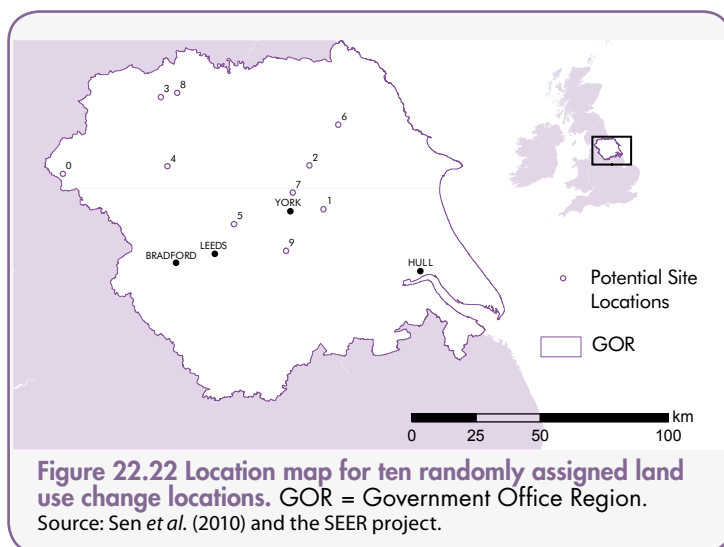 3 8
6
0
4
2
7
1
YORK
5
9
LEEDS
BRADFORD
HULL
Potential Site
Locations
GOR
km
0 25 50 100
Figure 22.22 Location map for ten randomly assigned land
use change locations. GOR = Government Office Region.
Source: Sen et al. (2010) and the SEER project.